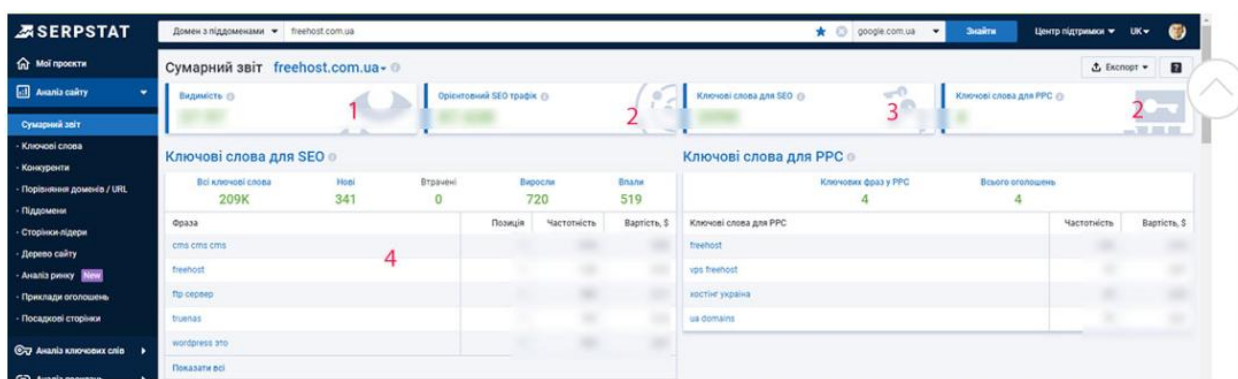 SERPSTAT
Домен з піддоменами
freehost.com.ua
google.com.ua
Знайти
Центр підтримки
UK
Мої проєкти
Аналіз сайту
Сумарний звіт
- Ключові слова
- Конкуренти
- Порівняння доменів / URL
- Піддомени
- Сторінки-лідери
- Дерево сайту
- Аналіз ринку New
- Приклади оголошень
- Посадкові сторінки
Аналіз ключових слів
Сумарний звіт freehost.com.ua
Експорт
Видимість
1
Орієнтовний SEO трафік
2
Ключові слова для SEO
3
Ключові слова для PPC
2
Ключові слова для SEO
Всі ключові слова Нові Втрачені Виросли Впали
209K 341 0 720 519
Фраза Позиція Частотність Вартість, $
cms cms cms
4
freehost
ftp сервер
truenas
wordpress это
Показати всі
Ключові слова для PPC
Ключових фраз у PPC Всього оголошень
4 4
Ключові слова для PPC Частотність Вартість, $
freehost
vps freehost
хостінг україна
ua domains